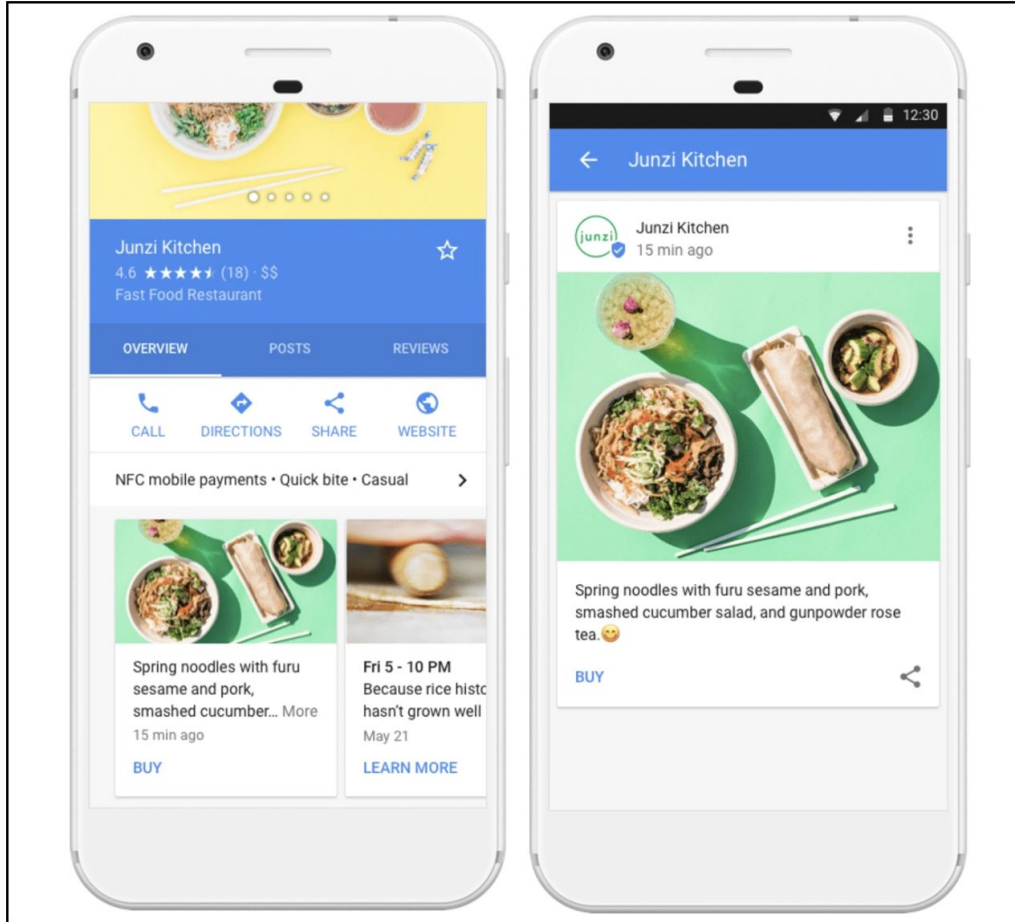 Junzi Kitchen
4.6 ★★★★★ (18) · $$
Fast Food Restaurant
OVERVIEW POSTS REVIEWS
CALL DIRECTIONS SHARE WEBSITE
NFC mobile payments • Quick bite • Casual
Spring noodles with furu
sesame and pork,
smashed cucumber... More
15 min ago
BUY
Fri 5 - 10 PM
Because rice histo
hasn't grown well
May 21
LEARN MORE
12:30
Junzi Kitchen
junzi
Junzi Kitchen
15 min ago
Spring noodles with furu sesame and pork,
smashed cucumber salad, and gunpowder rose
tea.😋
BUY